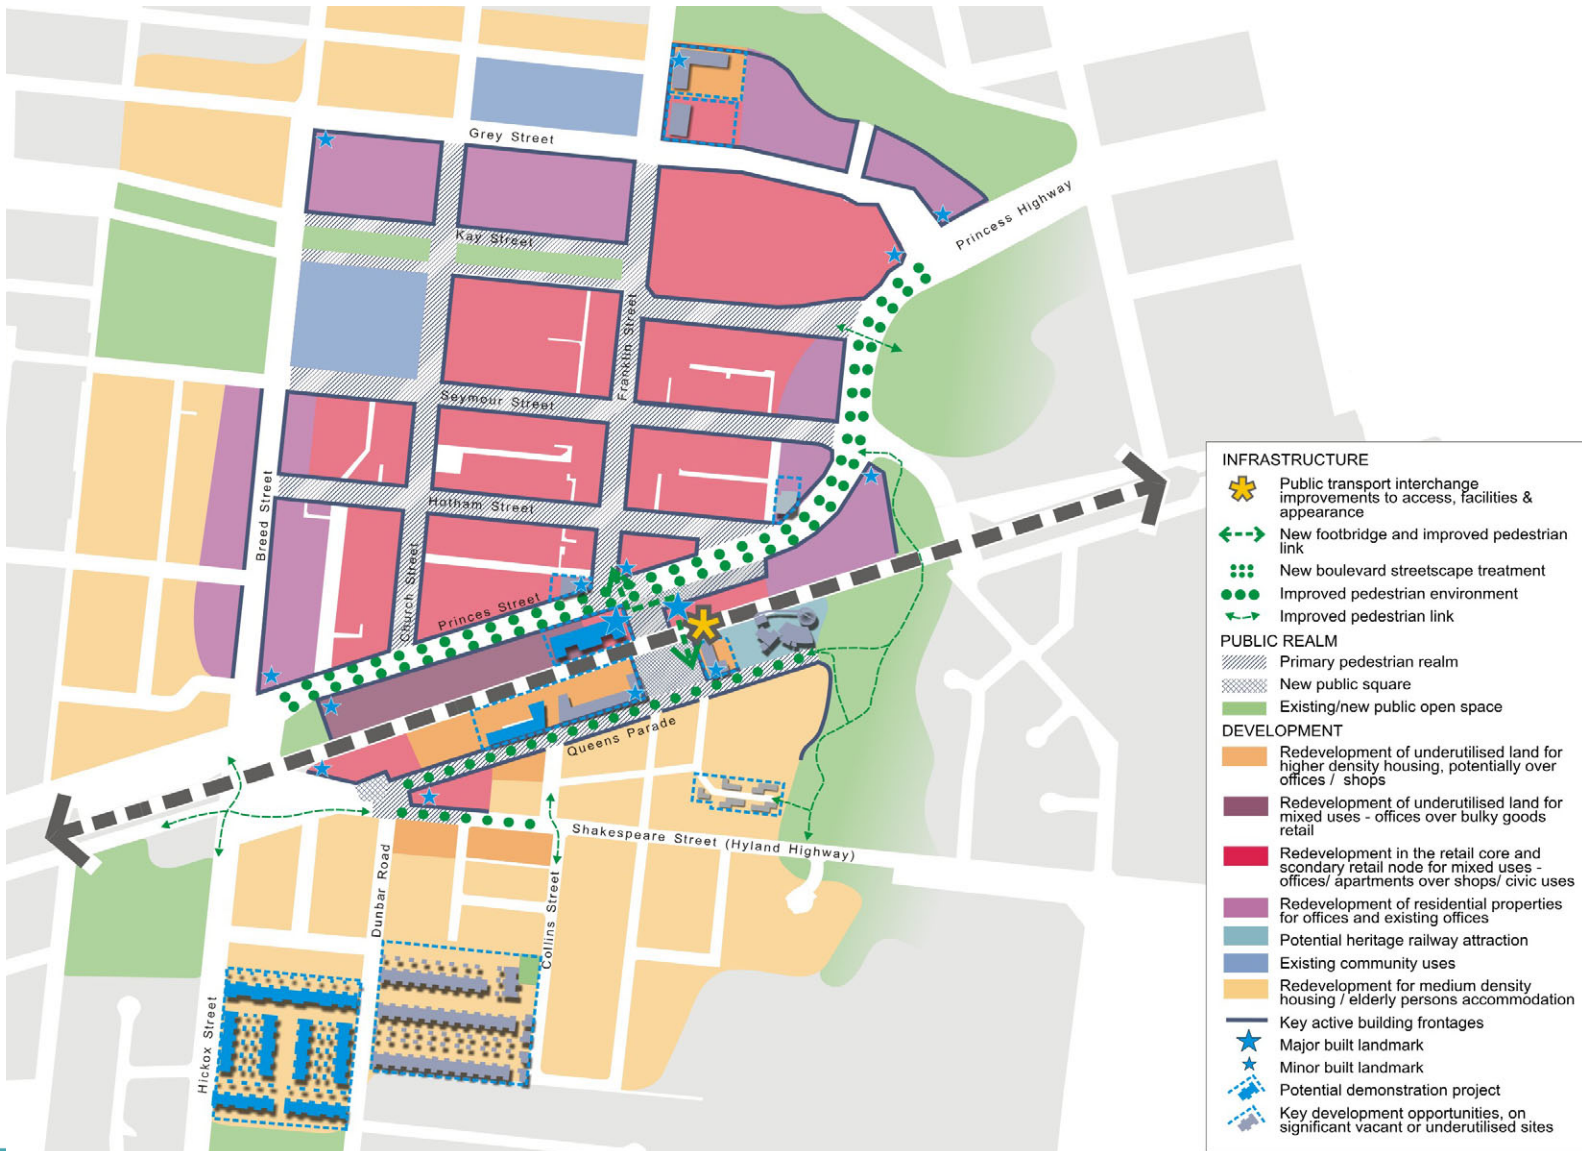 Grey Street
Princess Highway
Kay Street
Franklin Street
Seymour Street
Breed Street
Hotham Street
Church Street
Princes Street
Queens Parade
Shakespeare Street (Hyland Highway)
Dunbar Road
Collins Street
Hickox Street
INFRASTRUCTURE
Public transport interchange
improvements to access, facilities &
appearance
New footbridge and improved pedestrian
link
New boulevard streetscape treatment
Improved pedestrian environment
Improved pedestrian link
PUBLIC REALM
Primary pedestrian realm
New public square
Existing/new public open space
DEVELOPMENT
Redevelopment of underutilised land for
higher density housing, potentially over
offices / shops
Redevelopment of underutilised land for
mixed uses - offices over bulky goods
retail
Redevelopment in the retail core and
scondary retail node for mixed uses -
offices/ apartments over shops/ civic uses
Redevelopment of residential properties
for offices and existing offices
Potential heritage railway attraction
Existing community uses
Redevelopment for medium density
housing / elderly persons accommodation
Key active building frontages
Major built landmark
Minor built landmark
Potential demonstration project
Key development opportunities, on
significant vacant or underutilised sites